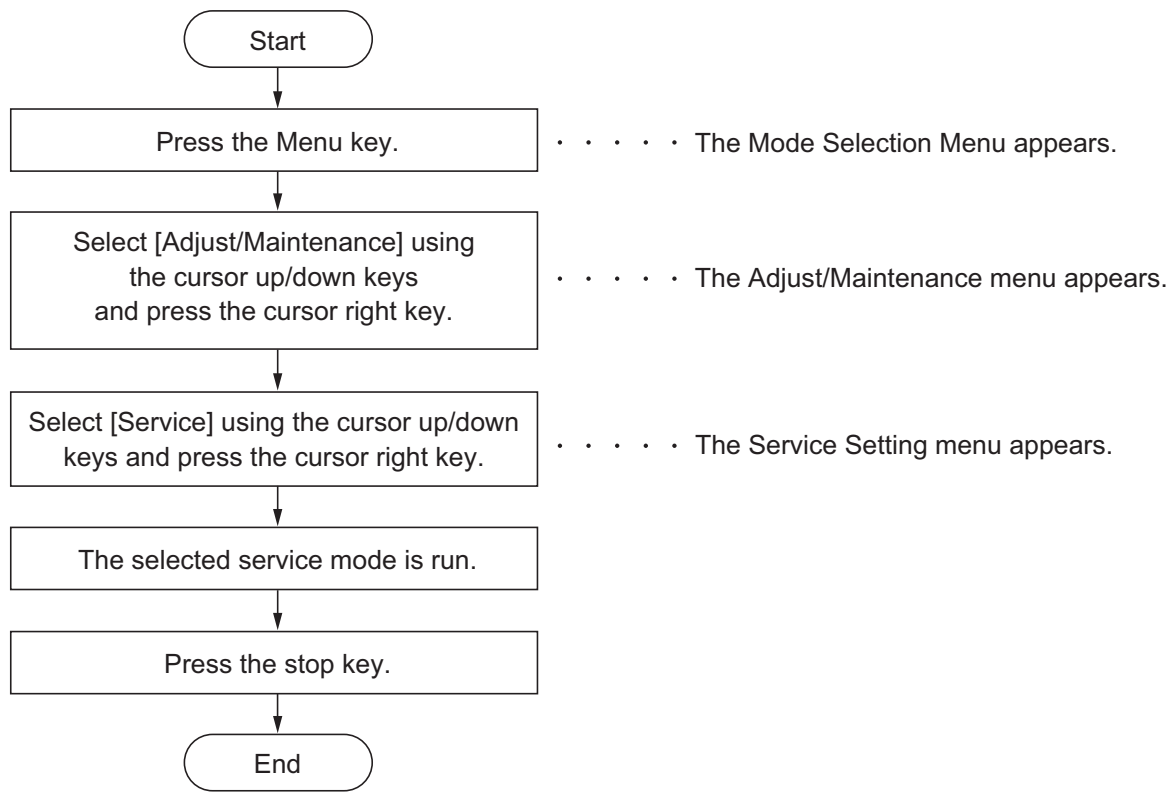 Start
Press the Menu key.
· · · · · The Mode Selection Menu appears.
Select [Adjust/Maintenance] using
the cursor up/down keys
and press the cursor right key.
· · · · · The Adjust/Maintenance menu appears.
Select [Service] using the cursor up/down
keys and press the cursor right key.
· · · · · The Service Setting menu appears.
The selected service mode is run.
Press the stop key.
End